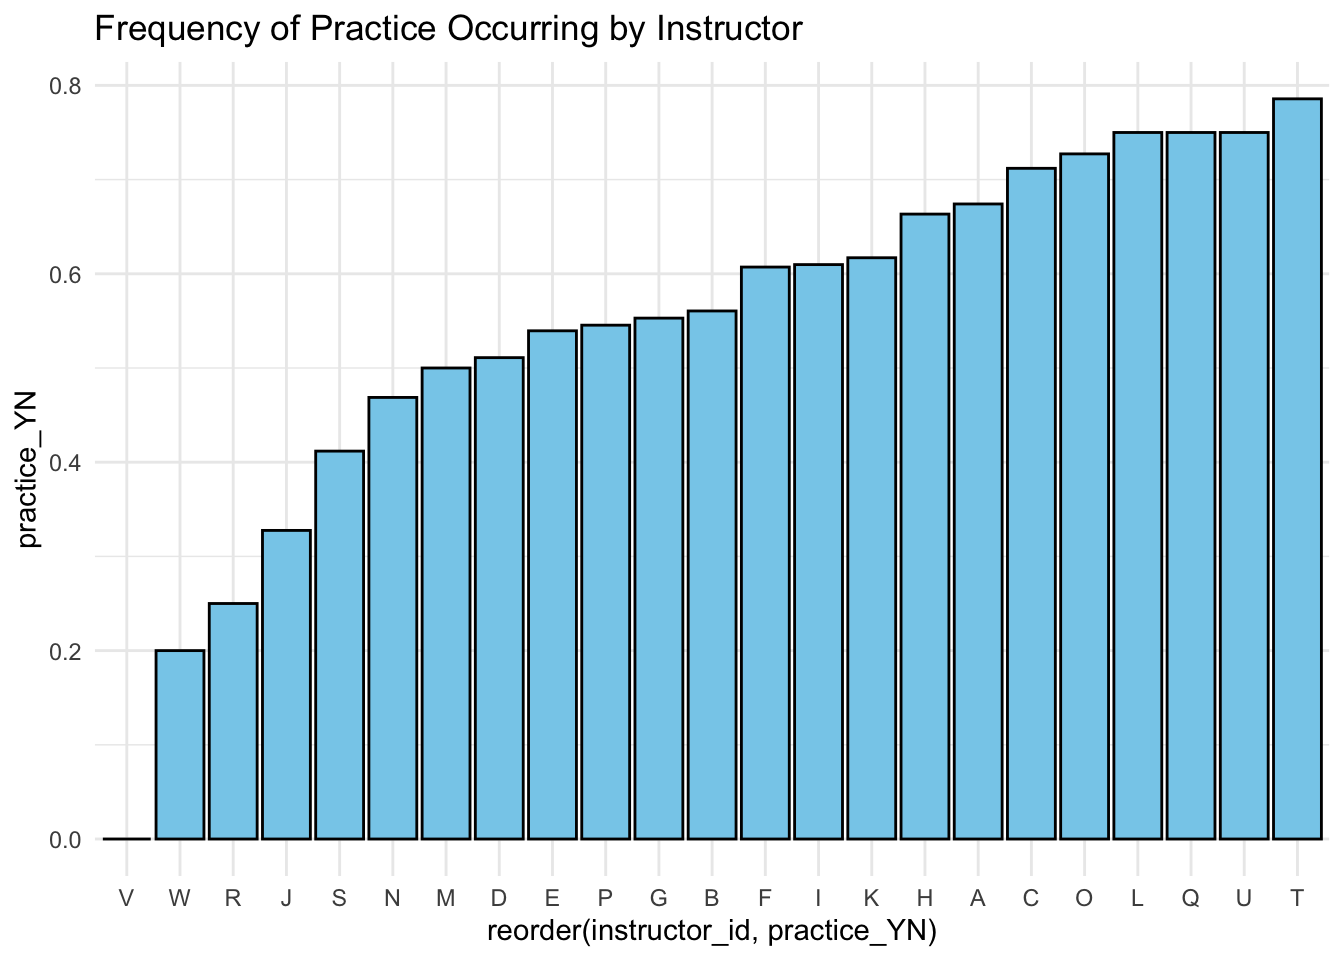 Frequency of Practice Occurring by Instructor
practice_YN
0.8
0.6
0.4
0.2
0.0
V W R J S N M D E P G B F I K H A C O L Q U T
reorder(instructor_id, practice_YN)